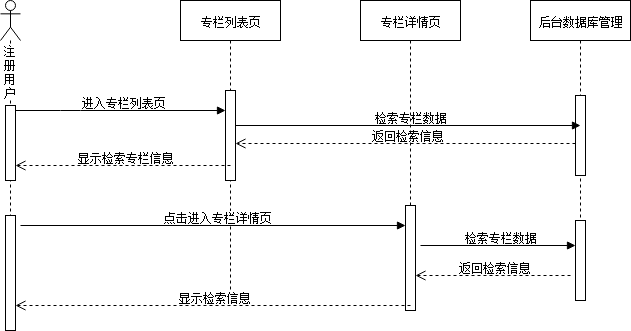 专栏列表页
专栏详情页
后台数据库管理
注册用户
进入专栏列表页
检索专栏数据
返回检索信息
显示检索专栏信息
点击进入专栏详情页
检索专栏数据
返回检索信息
显示检索信息